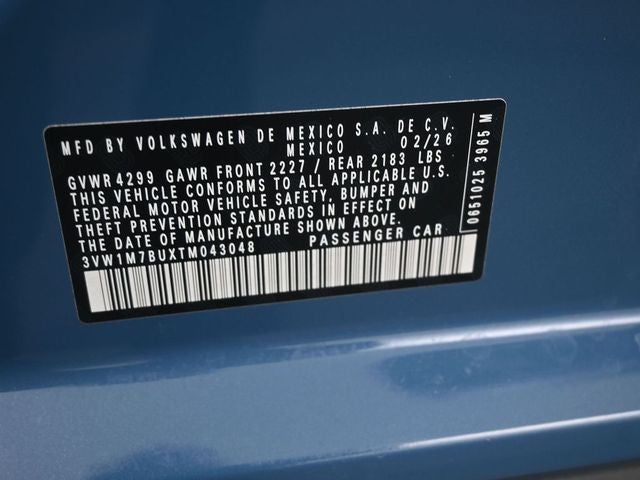 MFD BY VOLKSWAGEN DE MEXICO S.A. DE C.V.
MEXICO 02/26
GVWR4299 GAWR FRONT 2227 / REAR 2183 LBS
THIS VEHICLE CONFORMS TO ALL APPLICABLE U.S.
FEDERAL MOTOR VEHICLE SAFETY, BUMPER AND
THEFT PREVENTION STANDARDS IN EFFECT ON
THE DATE OF MANUFACTURE SHOWN ABOVE.
3VW1M7BUXTM043048 PASSENGER CAR
0651025 3965 M